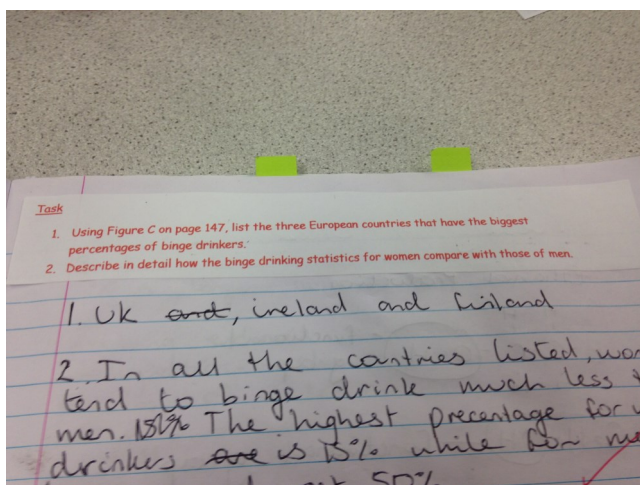 Task
1. Using Figure C on page 147, list the three European countries that have the biggest
percentages of binge drinkers.
2. Describe in detail how the binge drinking statistics for women compare with those of men.
1. Uk and, ireland and finland
2. In all the countries listed,
tend to binge drink much less
men. The highest precentage for
drinkers are is 15% while for
50%